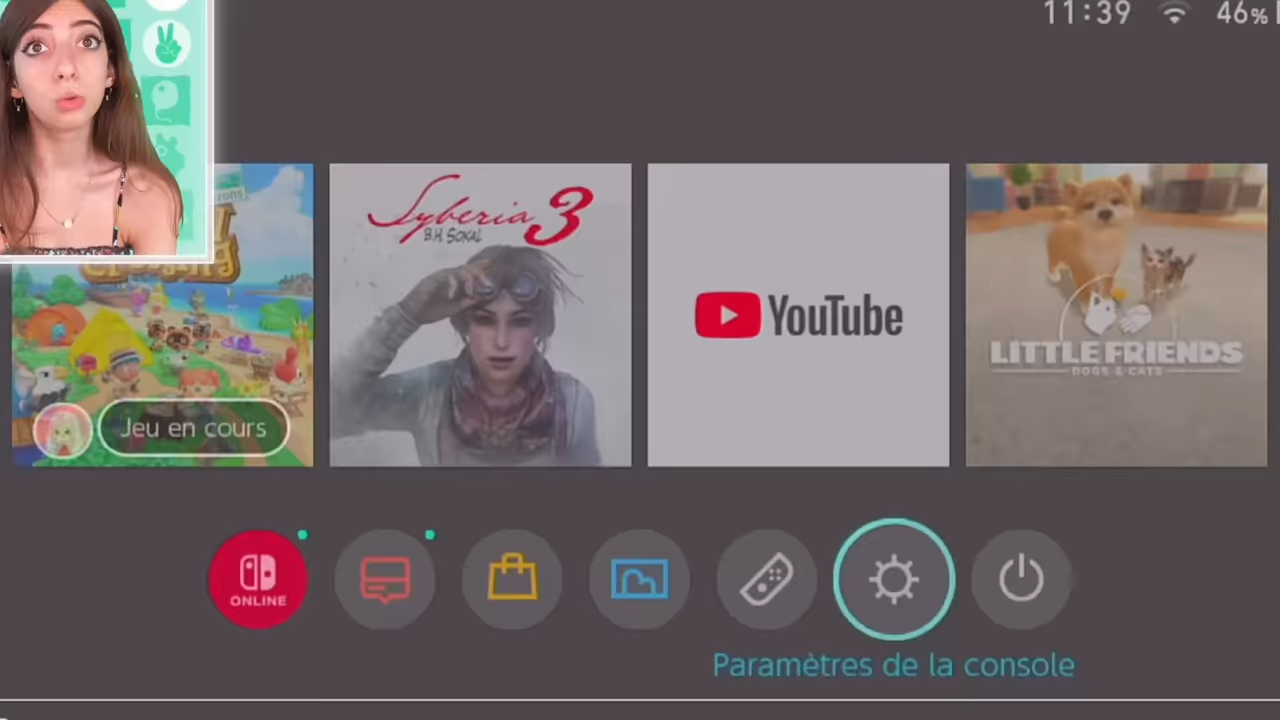 11:39 46%
Syberia 3
B.H. SOKAL
YouTube
LITTLE FRIENDS
DOGS & CATS
Jeu en cours
ONLINE
Paramètres de la console